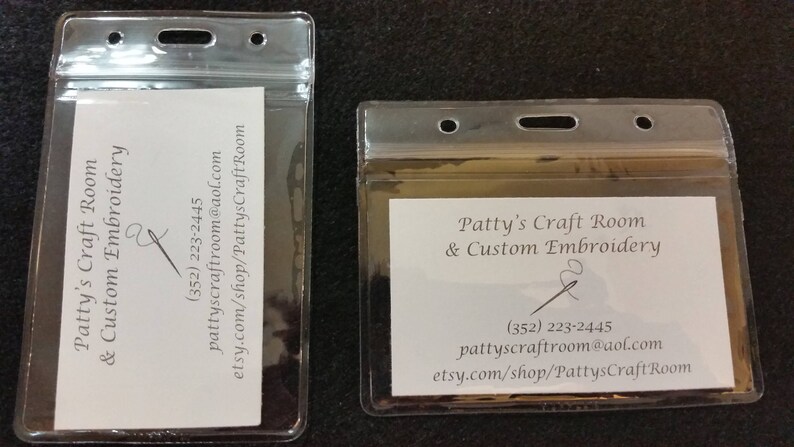 Patty's Craft Room
& Custom Embroidery
(352) 223-2445
pattyscraftroom@aol.com
etsy.com/shop/PattysCraftRoom
Patty's Craft Room
& Custom Embroidery
(352) 223-2445
pattyscraftroom@aol.com
etsy.com/shop/PattysCraftRoom